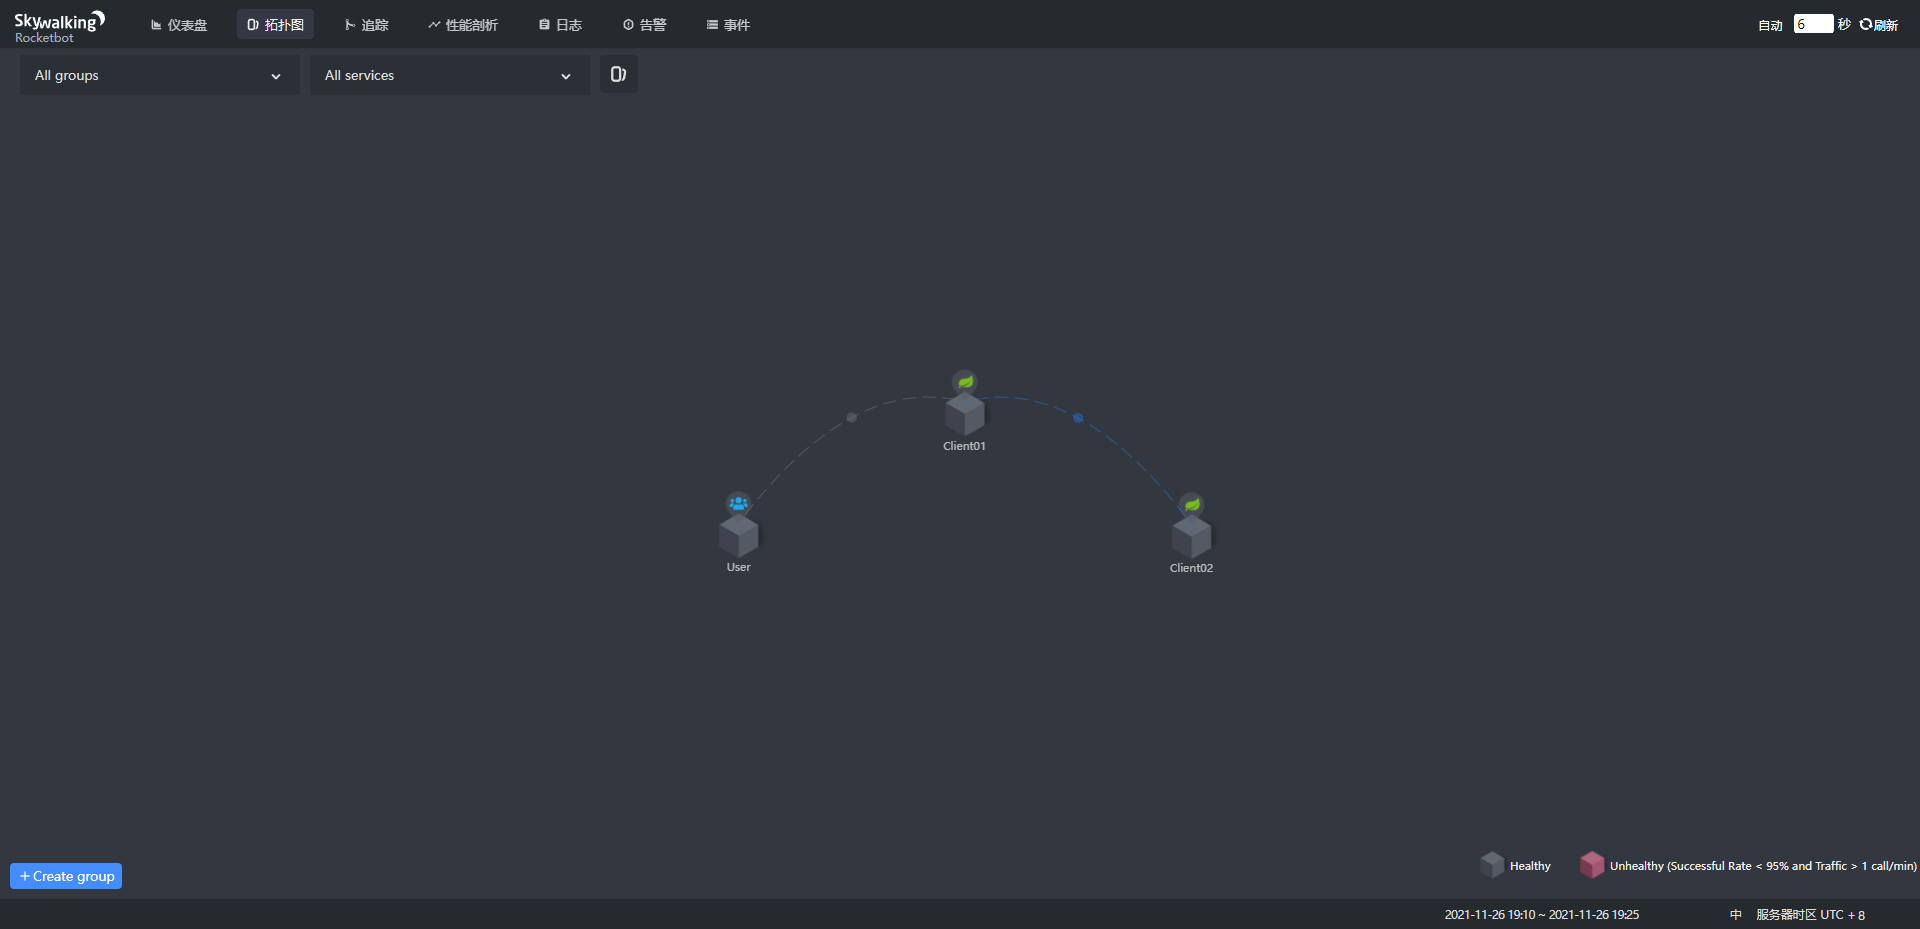 Skywalking
Rocketbot
仪表盘 拓扑图 追踪 性能剖析 日志 告警 事件
自动 6 秒 刷新
All groups All services
Client01
User
Client02
Healthy Unhealthy (Successful Rate < 95% and Traffic > 1 call/min)
+ Create group
2021-11-26 19:10 ~ 2021-11-26 19:25 中 服务器时区 UTC + 8